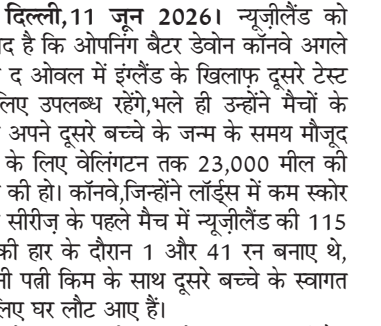 दिल्ली,11 जून 2026। न्यूज़ीलैंड को
द है कि ओपनिंग बैटर डेवोन कॉनवे अगले
द ओवल में इंग्लैंड के खिलाफ़ दूसरे टेस्ट
लिए उपलब्ध रहेंगे,भले ही उन्होंने मैचों के
अपने दूसरे बच्चे के जन्म के समय मौजूद
के लिए वेलिंगटन तक 23,000 मील की
की हो। कॉनवे,जिन्होंने लॉर्ड्स में कम स्कोर
सीरीज़ के पहले मैच में न्यूज़ीलैंड की 115
की हार के दौरान 1 और 41 रन बनाए थे,
नी पत्नी किम के साथ दूसरे बच्चे के स्वागत
लिए घर लौट आए हैं।